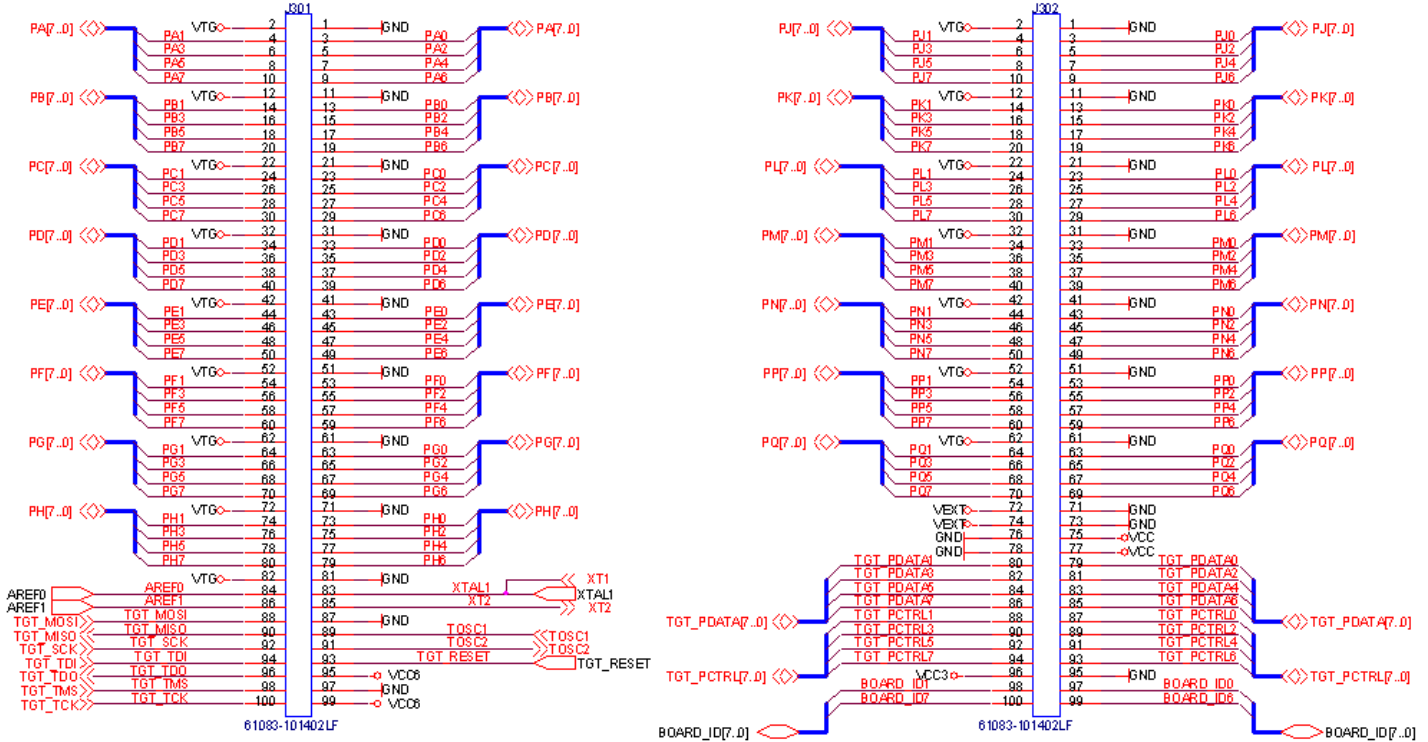 J301
PA[7..0] VTG 2 1 GND PA[7..0]
PA1 4 3 PA0
PA3 6 5 PA2
PA5 8 7 PA4
PA7 10 9 PA6
PB[7..0] VTG 12 11 GND PB[7..0]
PB1 14 13 PB0
PB3 16 15 PB2
PB5 18 17 PB4
PB7 20 19 PB6
PC[7..0] VTG 22 21 GND PC[7..0]
PC1 24 23 PC0
PC3 26 25 PC2
PC5 28 27 PC4
PC7 30 29 PC6
PD[7..0] VTG 32 31 GND PD[7..0]
PD1 34 33 PD0
PD3 36 35 PD2
PD5 38 37 PD4
PD7 40 39 PD6
PE[7..0] VTG 42 41 GND PE[7..0]
PE1 44 43 PE0
PE3 46 45 PE2
PE5 48 47 PE4
PE7 50 49 PE6
PF[7..0] VTG 52 51 GND PF[7..0]
PF1 54 53 PF0
PF3 56 55 PF2
PF5 58 57 PF4
PF7 60 59 PF6
PG[7..0] VTG 62 61 GND PG[7..0]
PG1 64 63 PG0
PG3 66 65 PG2
PG5 68 67 PG4
PG7 70 69 PG6
PH[7..0] VTG 72 71 GND PH[7..0]
PH1 74 73 PH0
PH3 76 75 PH2
PH5 78 77 PH4
PH7 80 79 PH6
VTG 82 81 GND XT1
AREF0 AREF0 84 83 XTAL1 XTAL1
AREF1 AREF1 86 85 XT2 XT2
TGT_MOSI TGT_MOSI 88 87 GND
TGT_MISO TGT_MISO 90 89 TOSC1 TOSC1
TGT_SCK TGT_SCK 92 91 TOSC2 TOSC2
TGT_TDI TGT_TDI 94 93 TGT_RESET TGT_RESET
TGT_TDO TGT_TDO 96 95 VCC6
TGT_TMS TGT_TMS 98 97 GND
TGT_TCK TGT_TCK 100 99 VCC6
61083-101402LF
J302
PJ[7..0] VTG 2 1 GND PJ[7..0]
PJ1 4 3 PJ0
PJ3 6 5 PJ2
PJ5 8 7 PJ4
PJ7 10 9 PJ6
PK[7..0] VTG 12 11 GND PK[7..0]
PK1 14 13 PK0
PK3 16 15 PK2
PK5 18 17 PK4
PK7 20 19 PK6
PL[7..0] VTG 22 21 GND PL[7..0]
PL1 24 23 PL0
PL3 26 25 PL2
PL5 28 27 PL4
PL7 30 29 PL6
PM[7..0] VTG 32 31 GND PM[7..0]
PM1 34 33 PM0
PM3 36 35 PM2
PM5 38 37 PM4
PM7 40 39 PM6
PN[7..0] VTG 42 41 GND PN[7..0]
PN1 44 43 PN0
PN3 46 45 PN2
PN5 48 47 PN4
PN7 50 49 PN6
PP[7..0] VTG 52 51 GND PP[7..0]
PP1 54 53 PP0
PP3 56 55 PP2
PP5 58 57 PP4
PP7 60 59 PP6
PQ[7..0] VTG 62 61 GND PQ[7..0]
PQ1 64 63 PQ0
PQ3 66 65 PQ2
PQ5 68 67 PQ4
PQ7 70 69 PQ6
VEXT 72 71 GND
VEXT 74 73 GND
GND 76 75 VCC
GND 78 77 VCC
TGT_PDATA1 80 79 TGT_PDATA0
TGT_PDATA3 82 81 TGT_PDATA2
TGT_PDATA5 84 83 TGT_PDATA4
TGT_PDATA7 86 85 TGT_PDATA6
TGT_PDATA[7..0] TGT_PCTRL1 88 87 TGT_PCTRL0 TGT_PDATA[7..0]
TGT_PCTRL3 90 89 TGT_PCTRL2
TGT_PCTRL5 92 91 TGT_PCTRL4
TGT_PCTRL7 94 93 TGT_PCTRL6
TGT_PCTRL[7..0] VCC3 96 95 GND TGT_PCTRL[7..0]
BOARD_ID1 98 97 BOARD_ID0
BOARD_ID7 100 99 BOARD_ID6
61083-101402LF
BOARD_ID[7..0] BOARD_ID[7..0]